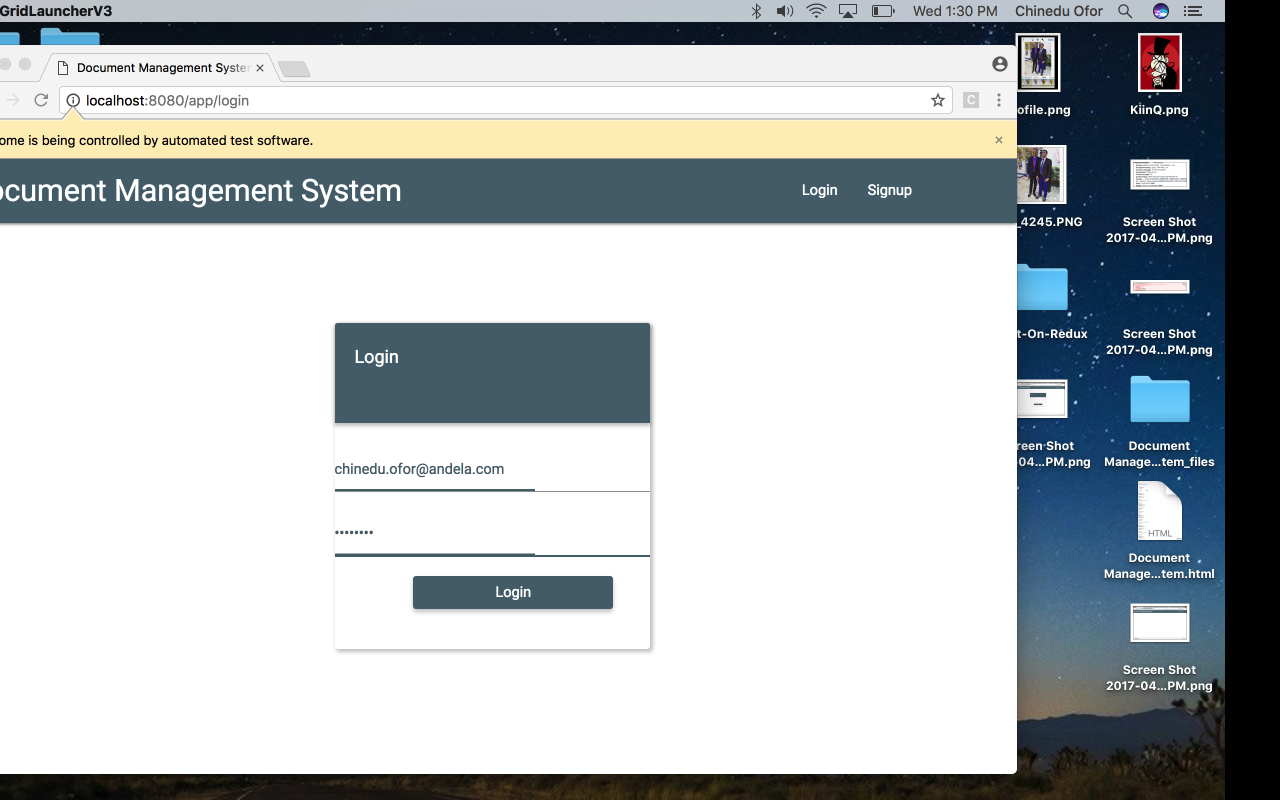 GridLauncherV3
Wed 1:30 PM
Chinedu Ofor
Document Management Syste
localhost:8080/app/login
ome is being controlled by automated test software.
ocument Management System
Login
Signup
Login
chinedu.ofor@andela.com
••••••••
Login
ofile.png
KiinQ.png
_4245.PNG
Screen Shot
2017-04...PM.png
t-On-Redux
Screen Shot
2017-04...PM.png
reen Shot
04...PM.png
Document
Manage...tem_files
HTML
Document
Manage...tem.html
Screen Shot
2017-04...PM.png